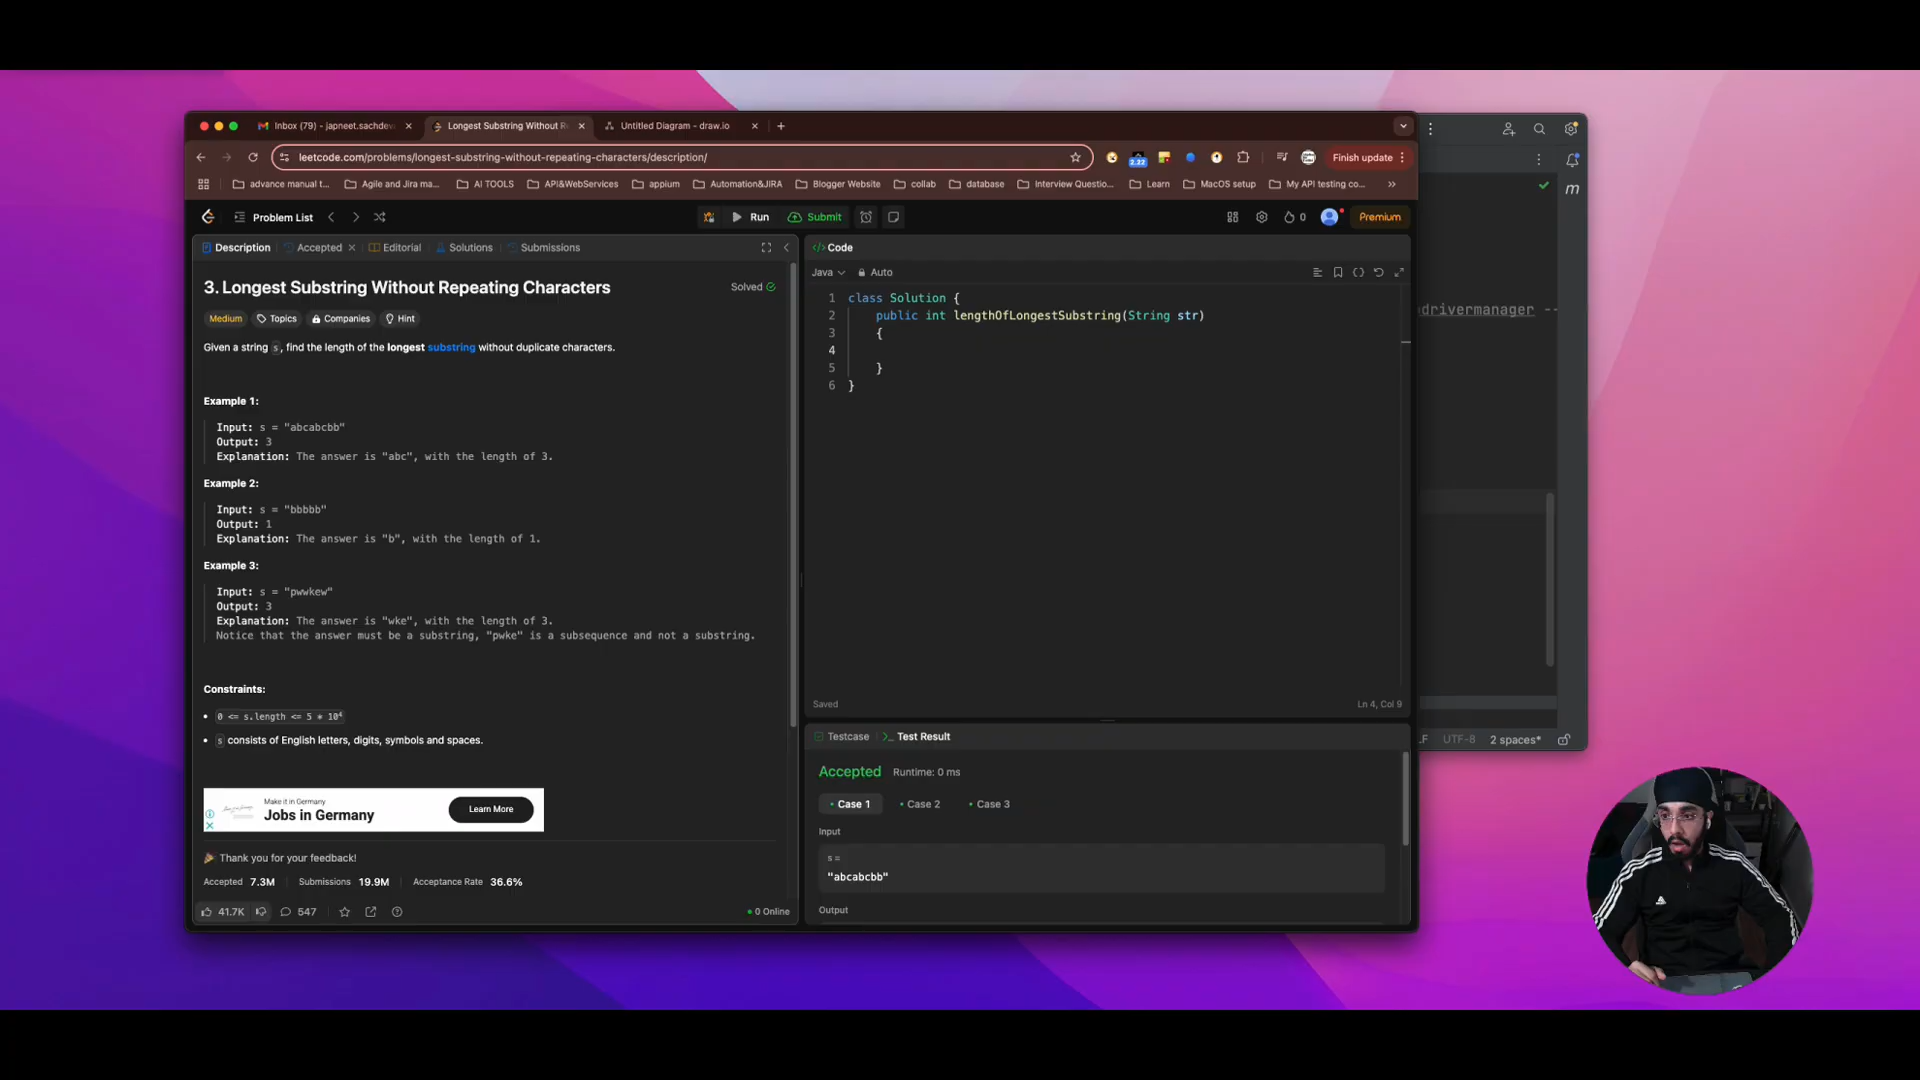 Inbox (79) - japneet.sachdev
Longest Substring Without R
Untitled Diagram - draw.io
leetcode.com/problems/longest-substring-without-repeating-characters/description/
2.22
Finish update
advance manual t...
Agile and Jira ma...
AI TOOLS
API&WebServices
appium
Automation&JIRA
Blogger Website
collab
database
Interview Questio...
Learn
MacOS setup
My API testing co...
Problem List
Run
Submit
0
Premium
Description
Accepted
Editorial
Solutions
Submissions
3. Longest Substring Without Repeating Characters
Solved
Medium
Topics
Companies
Hint
Given a string s, find the length of the longest substring without duplicate characters.
Example 1:
Input: s = "abcabcbb"
Output: 3
Explanation: The answer is "abc", with the length of 3.
Example 2:
Input: s = "bbbbb"
Output: 1
Explanation: The answer is "b", with the length of 1.
Example 3:
Input: s = "pwwkew"
Output: 3
Explanation: The answer is "wke", with the length of 3.
Notice that the answer must be a substring, "pwke" is a subsequence and not a substring.
Constraints:
• 0 <= s.length <= 5 * 10⁴
• s consists of English letters, digits, symbols and spaces.
Make it in Germany
Jobs in Germany
Learn More
Thank you for your feedback!
Accepted 7.3M
Submissions 19.9M
Acceptance Rate 36.6%
41.7K
547
0 Online
</> Code
Java
Auto
1 class Solution {
2 public int lengthOfLongestSubstring(String str)
3 {
4
5 }
6 }
Saved
Ln 4, Col 9
Testcase
>_ Test Result
Accepted
Runtime: 0 ms
Case 1
Case 2
Case 3
Input
s =
"abcabcbb"
Output
m
drivermanager --
LF
UTF-8
2 spaces*